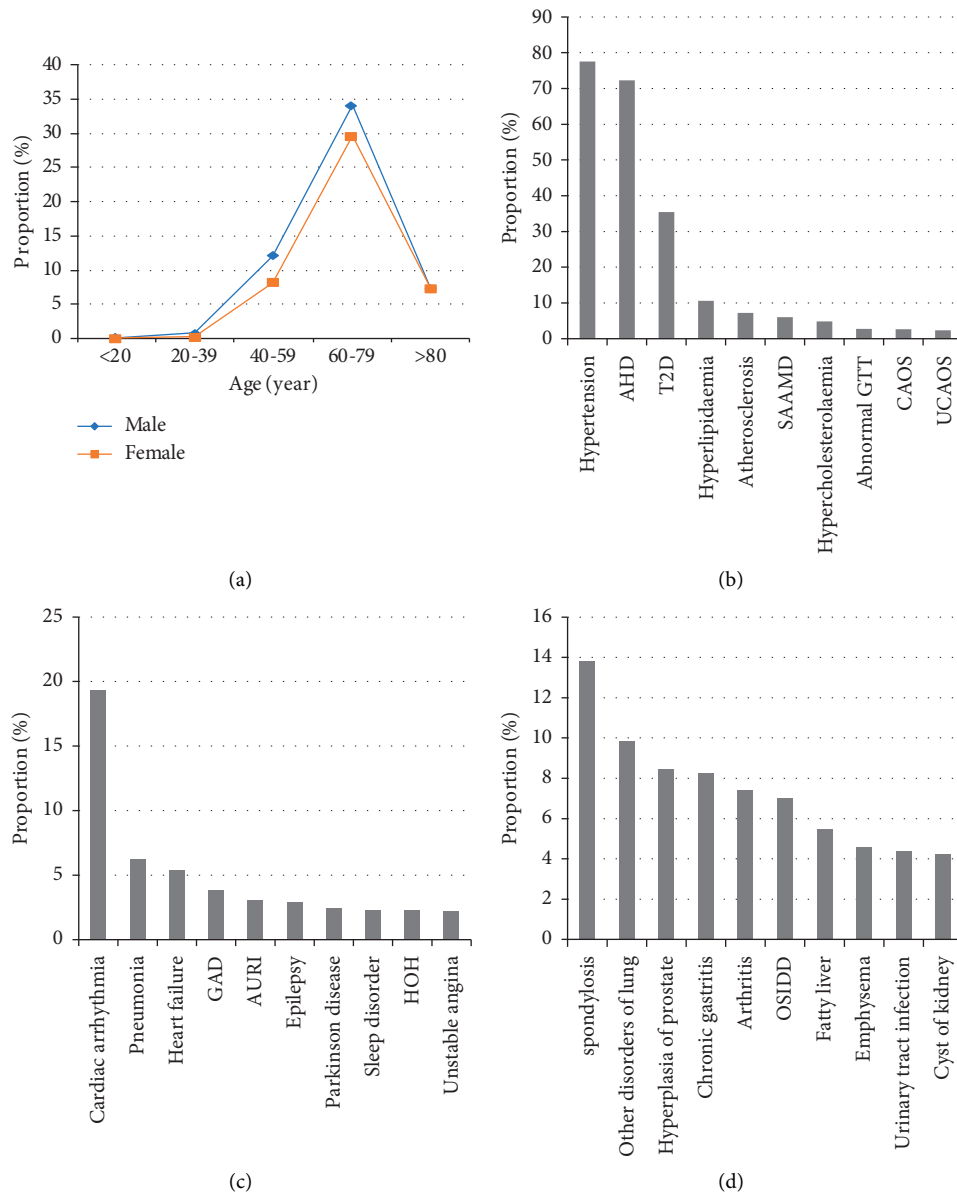 40
35
30
25
20
15
10
5
0
Proportion (%)
<20
20-39
40-59
60-79
>80
Age (year)
Male
Female
(a)
90
80
70
60
50
40
30
20
10
0
Proportion (%)
Hypertension
AHD
T2D
Hyperlipidaemia
Atherosclerosis
SAAMD
Hypercholesterolaemia
Abnormal GTT
CAOS
UCAOS
(b)
25
20
15
10
5
0
Proportion (%)
Cardiac arrhythmia
Pneumonia
Heart failure
GAD
AURI
Epilepsy
Parkinson disease
Sleep disorder
HOH
Unstable angina
(c)
16
14
12
10
8
6
4
2
0
Proportion (%)
spondylosis
Other disorders of lung
Hyperplasia of prostate
Chronic gastritis
Arthritis
OSIDD
Fatty liver
Emphysema
Urinary tract infection
Cyst of kidney
(d)